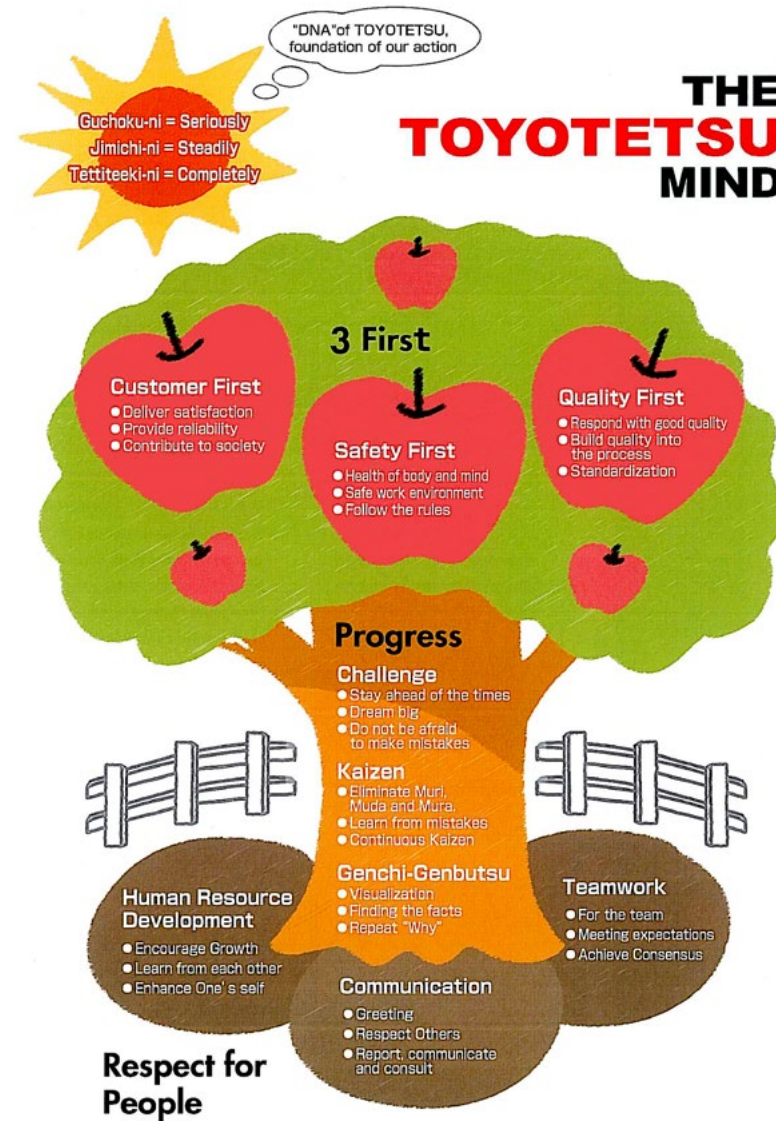 "DNA"of TOYOTETSU,
foundation of our action
Guchoku-ni = Seriously
Jimichi-ni = Steadily
Tettiteeki-ni = Completely
THE
TOYOTETSU
MIND
3 First
Customer First
● Deliver satisfaction
● Provide reliability
● Contribute to society
Safety First
● Health of body and mind
● Safe work environment
● Follow the rules
Quality First
● Respond with good quality
● Build quality into
the process
● Standardization
Progress
Challenge
● Stay ahead of the times
● Dream big
● Do not be afraid
to make mistakes
Kaizen
● Eliminate Muri,
Muda and Mura.
● Learn from mistakes
● Continuous Kaizen
Genchi-Genbutsu
● Visualization
● Finding the facts
● Repeat "Why"
Human Resource
Development
● Encourage Growth
● Learn from each other
● Enhance One's self
Communication
● Greeting
● Respect Others
● Report, communicate
and consult
Teamwork
● For the team
● Meeting expectations
● Achieve Consensus
Respect for
People